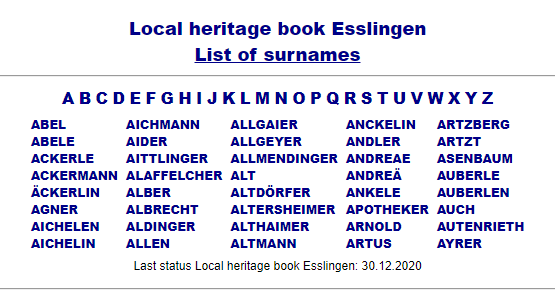 Local heritage book Esslingen
List of surnames
A B C D E F G H I J K L M N O P Q R S T U V W X Y Z
ABEL AICHMANN ALLGAIER ANCKELIN ARTZBERG
ABELE AIDER ALLGEYER ANDLER ARTZT
ACKERLE AITTLINGER ALLMENDINGER ANDREAE ASENBAUM
ACKERMANN ALAFFELCHER ALT ANDREÄ AUBERLE
ÄCKERLIN ALBER ALTDÖRFER ANKELE AUBERLEN
AGNER ALBRECHT ALTERSHEIMER APOTHEKER AUCH
AICHELEN ALDINGER ALTHAIMER ARNOLD AUTENRIETH
AICHELIN ALLEN ALTMANN ARTUS AYRER
Last status Local heritage book Esslingen: 30.12.2020